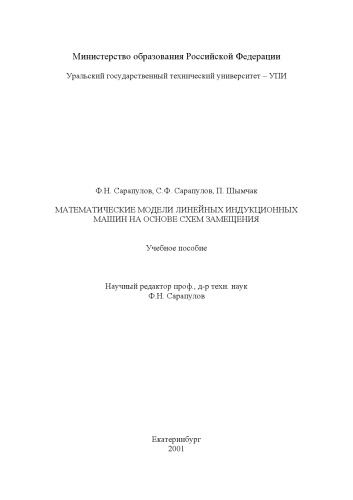 Министерство образования Российской Федерации
Уральский государственный технический университет – УПИ
Ф.Н. Сарапулов, С.Ф. Сарапулов, П. Шымчак
МАТЕМАТИЧЕСКИЕ МОДЕЛИ ЛИНЕЙНЫХ ИНДУКЦИОННЫХ
МАШИН НА ОСНОВЕ СХЕМ ЗАМЕЩЕНИЯ
Учебное пособие
Научный редактор проф., д-р техн. наук
Ф.Н. Сарапулов
Екатеринбург
2001